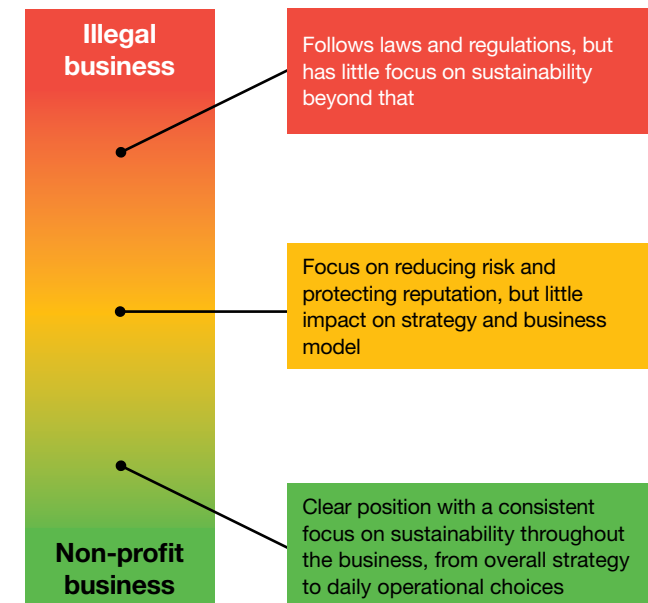 Illegal
business
Follows laws and regulations, but
has little focus on sustainability
beyond that
Focus on reducing risk and
protecting reputation, but little
impact on strategy and business
model
Clear position with a consistent
focus on sustainability throughout
the business, from overall strategy
to daily operational choices
Non-profit
business